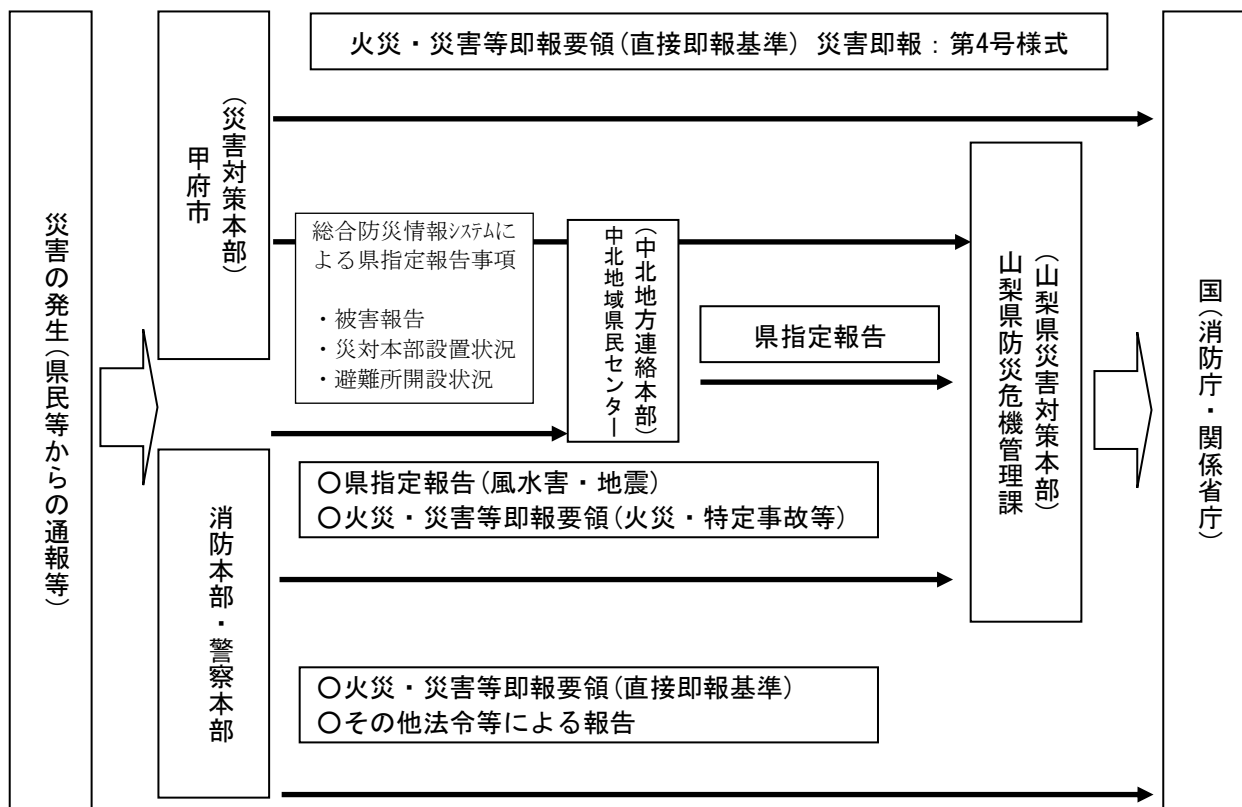 火災・災害等即報要領(直接即報基準) 災害即報：第4号様式
災害の発生(県民等からの通報等)
甲府市
(災害対策本部)
総合防災情報ｼｽﾃﾑに
よる県指定報告事項
・被害報告
・災対本部設置状況
・避難所開設状況
中北地域県民センター
(中北地方連絡本部)
県指定報告
山梨県防災危機管理課
(山梨県災害対策本部)
国(消防庁・関係省庁)
消防本部・警察本部
○県指定報告(風水害・地震)
○火災・災害等即報要領(火災・特定事故等)
○火災・災害等即報要領(直接即報基準)
○その他法令等による報告